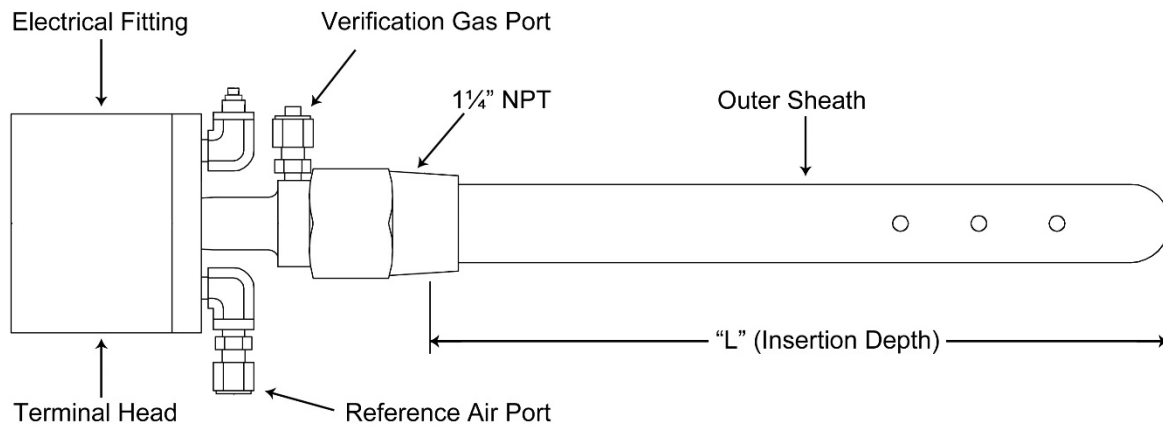 Electrical Fitting
Verification Gas Port
1¼” NPT
Outer Sheath
“L” (Insertion Depth)
Terminal Head
Reference Air Port